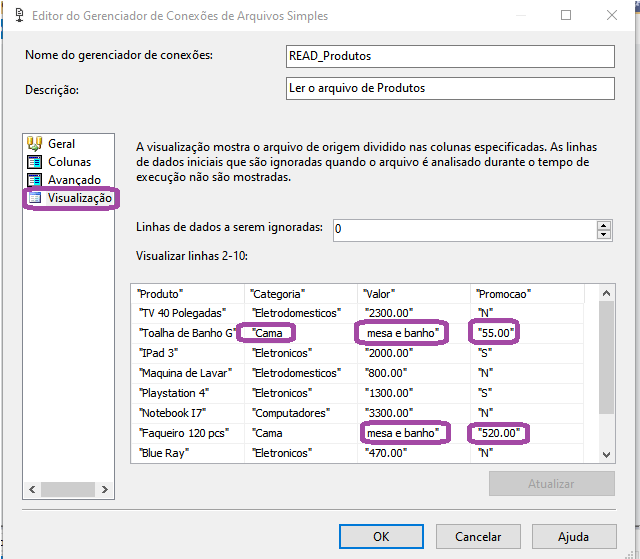 Editor do Gerenciador de Conexões de Arquivos Simples
Nome do gerenciador de conexões: READ_Produtos
Descrição: Ler o arquivo de Produtos
Geral
Colunas
Avançado
Visualização
A visualização mostra o arquivo de origem dividido nas colunas especificadas. As linhas
de dados iniciais que são ignoradas quando o arquivo é analisado durante o tempo de
execução não são mostradas.
Linhas de dados a serem ignoradas: 0
Visualizar linhas 2-10:
"Produto" "Categoria" "Valor" "Promocao"
"TV 40 Polegadas" "Eletrodomesticos" "2300.00" "N"
"Toalha de Banho G" "Cama mesa e banho" "55.00"
"IPad 3" "Eletronicos" "2000.00" "S"
"Maquina de Lavar" "Eletrodomesticos" "800.00" "N"
"Playstation 4" "Eletronicos" "1300.00" "S"
"Notebook I7" "Computadores" "3300.00" "N"
"Faqueiro 120 pcs" "Cama mesa e banho" "520.00"
"Blue Ray" "Eletronicos" "470.00" "N"
Atualizar
OK Cancelar Ajuda